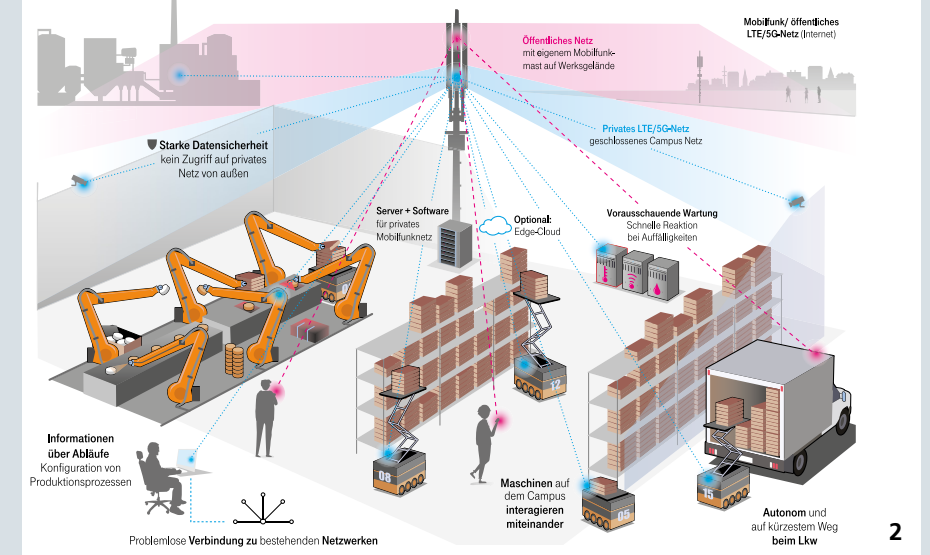 Mobilfunk/ öffentliches
LTE/5G-Netz (Internet)
Öffentliches Netz
mit eigenem Mobilfunk-
mast auf Werksgelände
Privates LTE/5G-Netz
geschlossenes Campus Netz
Starke Datensicherheit
kein Zugriff auf privates
Netz von außen
Server + Software
für privates
Mobilfunknetz
Optional:
Edge-Cloud
Vorausschauende Wartung
Schnelle Reaktion
bei Auffälligkeiten
12
08
05
15
Informationen
über Abläufe
Konfiguration von
Produktionsprozessen
Maschinen auf
dem Campus
interagieren
miteinander
Autonom und
auf kürzestem Weg
beim Lkw
Problemlose Verbindung zu bestehenden Netzwerken
2